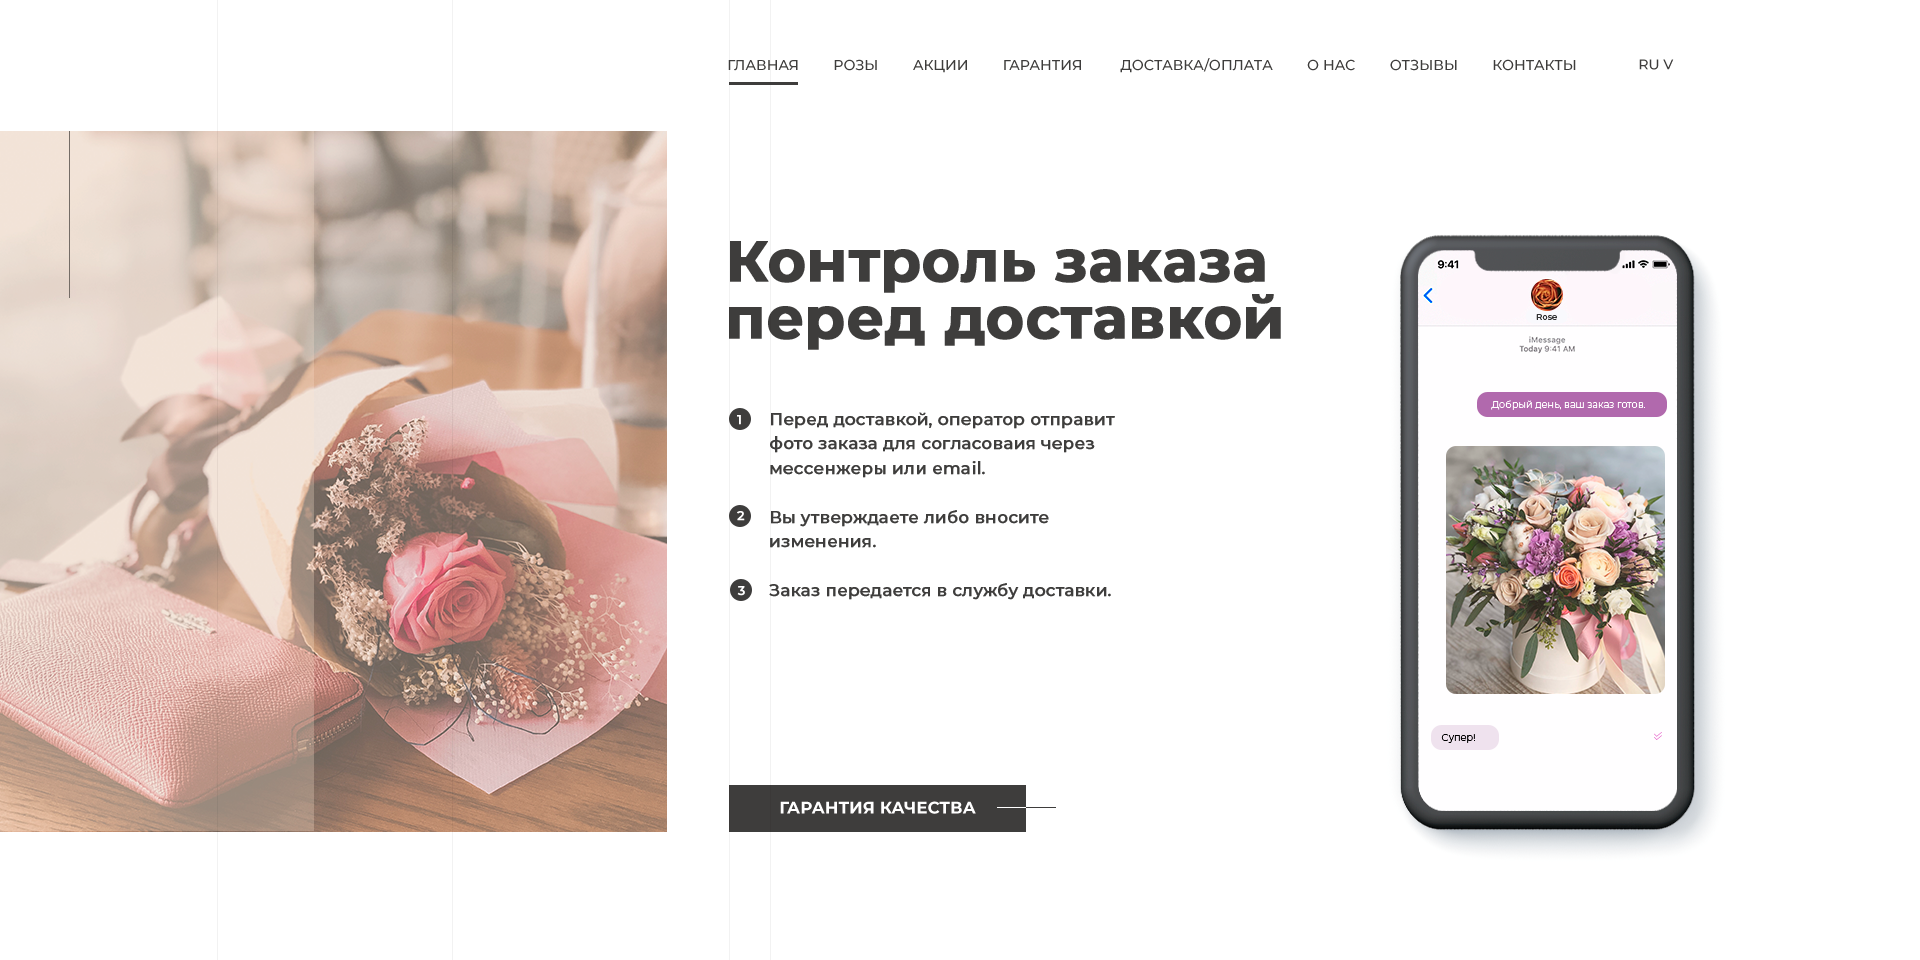 ГЛАВНАЯ РОЗЫ АКЦИИ ГАРАНТИЯ ДОСТАВКА/ОПЛАТА О НАС ОТЗЫВЫ КОНТАКТЫ RU V
Контроль заказа
перед доставкой
1 Перед доставкой, оператор отправит
фото заказа для согласоваия через
мессенжеры или email.
2 Вы утверждаете либо вносите
изменения.
3 Заказ передается в службу доставки.
ГАРАНТИЯ КАЧЕСТВА
9:41
Rose
iMessage
Today 9:41 AM
Добрый день, ваш заказ готов.
Супер!